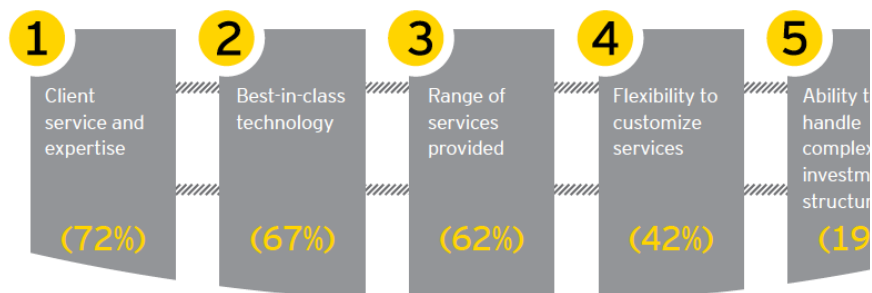 1
Client
service and
expertise
(72%)
2
Best-in-class
technology
(67%)
3
Range of
services
provided
(62%)
4
Flexibility to
customize
services
(42%)
5
Ability
handle